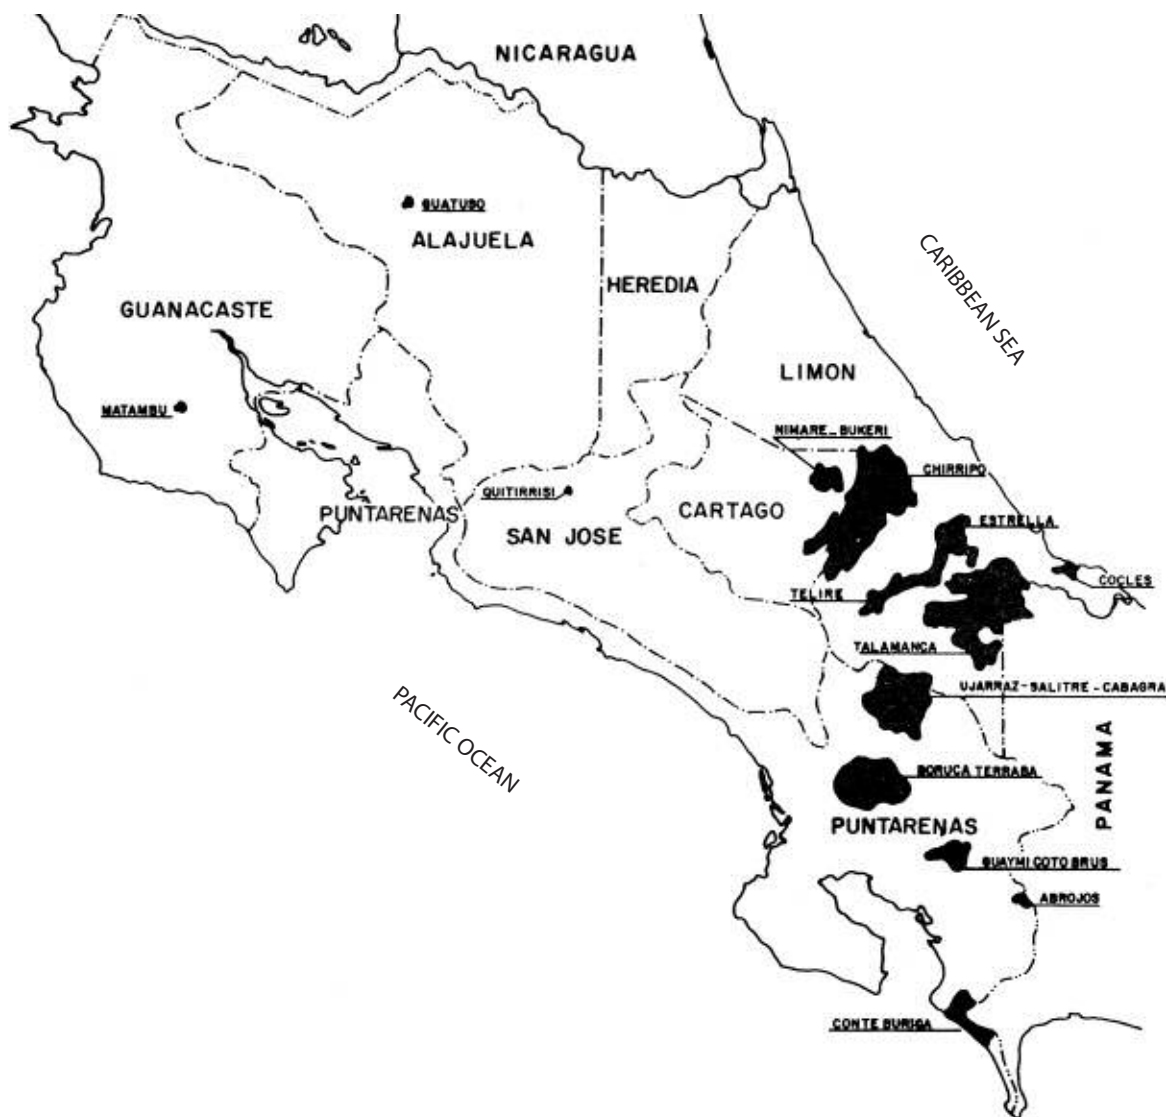 NICARAGUA
GUATUSO
ALAJUELA
HEREDIA
CARIBBEAN SEA
GUANACASTE
LIMON
MATAMBU
NIMARE-BUKERI
CHIRRIPO
QUITIRRISI
PUNTARENAS
CARTAGO
SAN JOSE
ESTRELLA
COCLES
TELIRE
TALAMANCA
UJARRAZ-SALITRE-CABAGRA
PACIFIC OCEAN
BORUCA TERRABA
PANAMA
PUNTARENAS
GUAYMI COTO BRUS
ABROJOS
CONTE BURICA